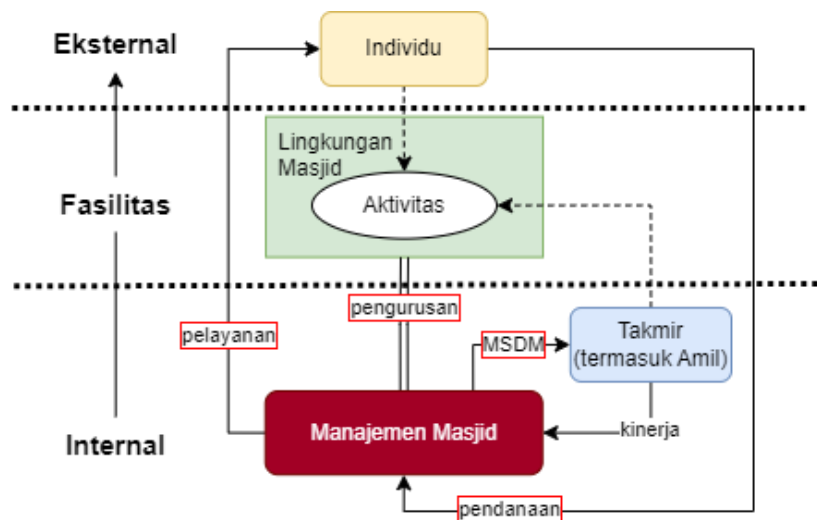 Eksternal
Individu
Lingkungan
Masjid
Fasilitas
Aktivitas
pengurusan
pelayanan
MSDM
Takmir
(termasuk Amil)
Manajemen Masjid
kinerja
Internal
pendanaan